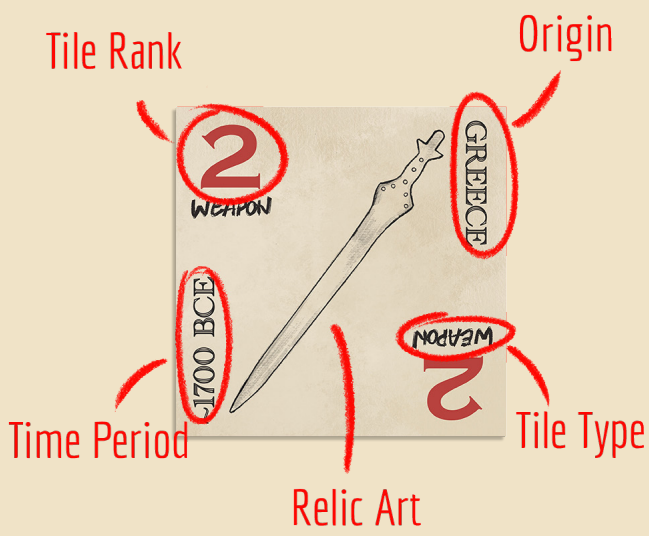 Tile Rank
Origin
2
WEAPON
GREECE
~1700 BCE
WEAPON
2
Time Period
Tile Type
Relic Art